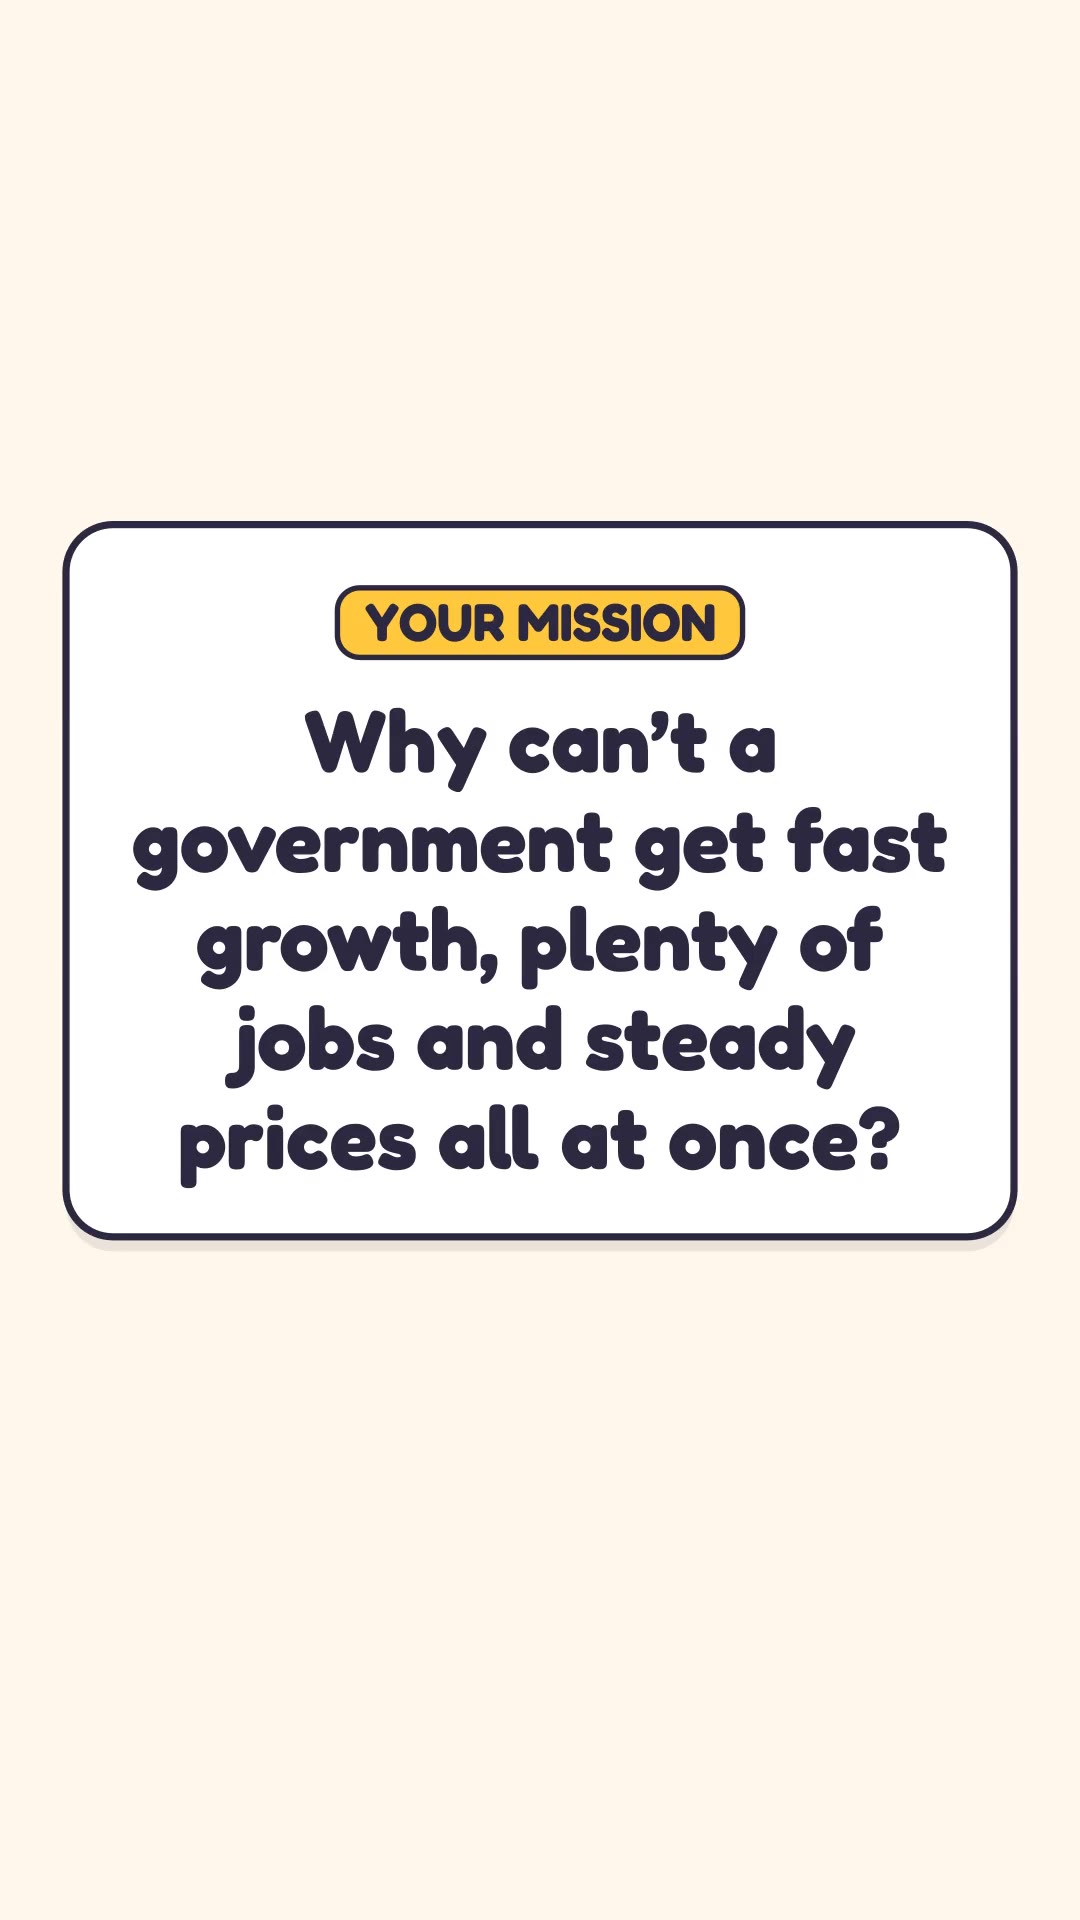 YOUR MISSION
Why can’t a
government get fast
growth, plenty of
jobs and steady
prices all at once?